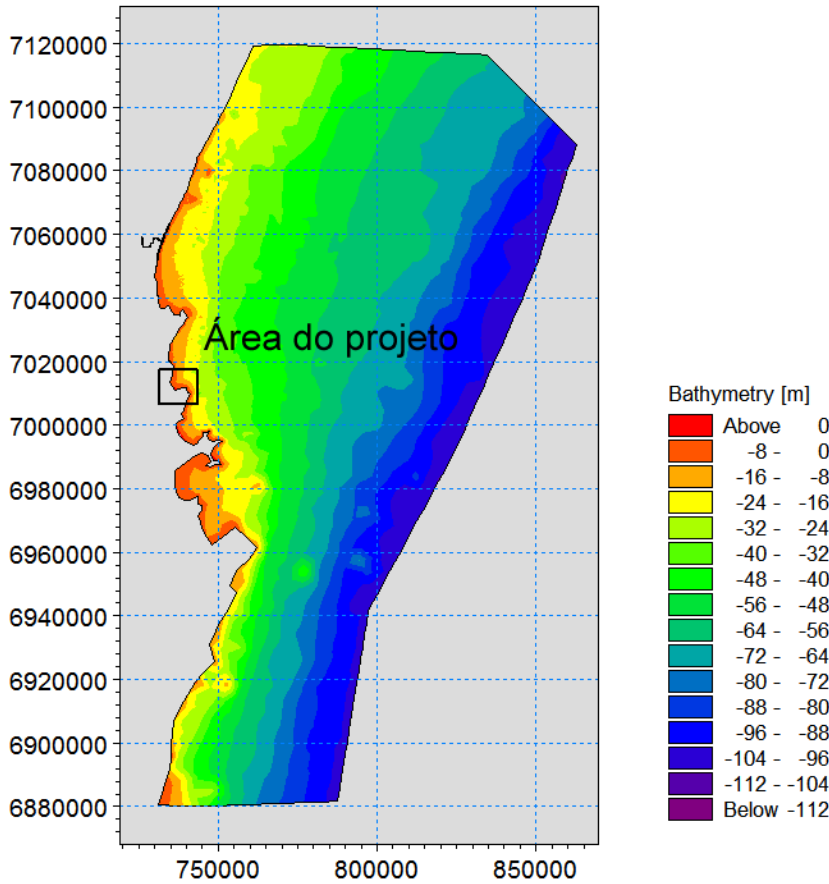 7120000
7100000
7080000
7060000
7040000
7020000
7000000
6980000
6960000
6940000
6920000
6900000
6880000
Área do projeto
750000 800000 850000
Bathymetry [m]
Above 0
-8 - 0
-16 - -8
-24 - -16
-32 - -24
-40 - -32
-48 - -40
-56 - -48
-64 - -56
-72 - -64
-80 - -72
-88 - -80
-96 - -88
-104 - -96
-112 - -104
Below -112